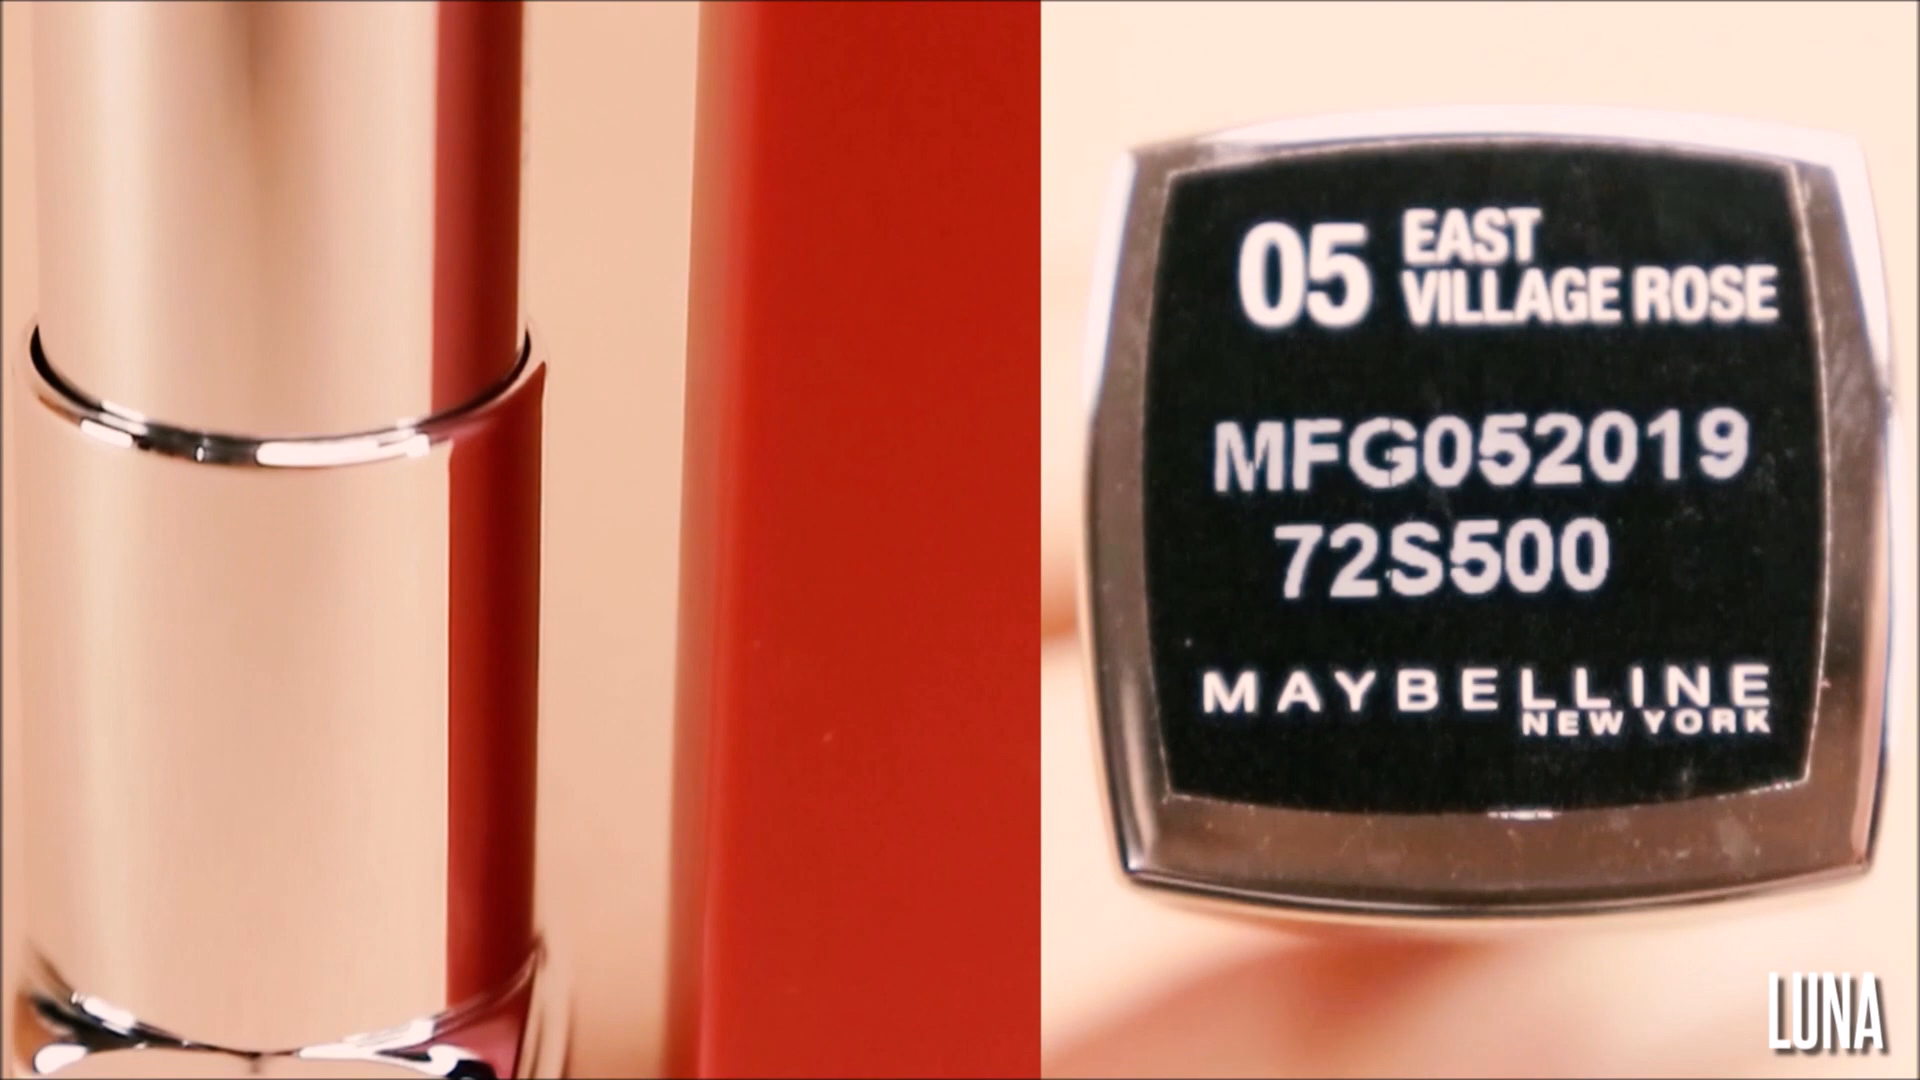 05 EAST
VILLAGE ROSE
MFG052019
72S500
MAYBELLINE
NEW YORK
LUNA